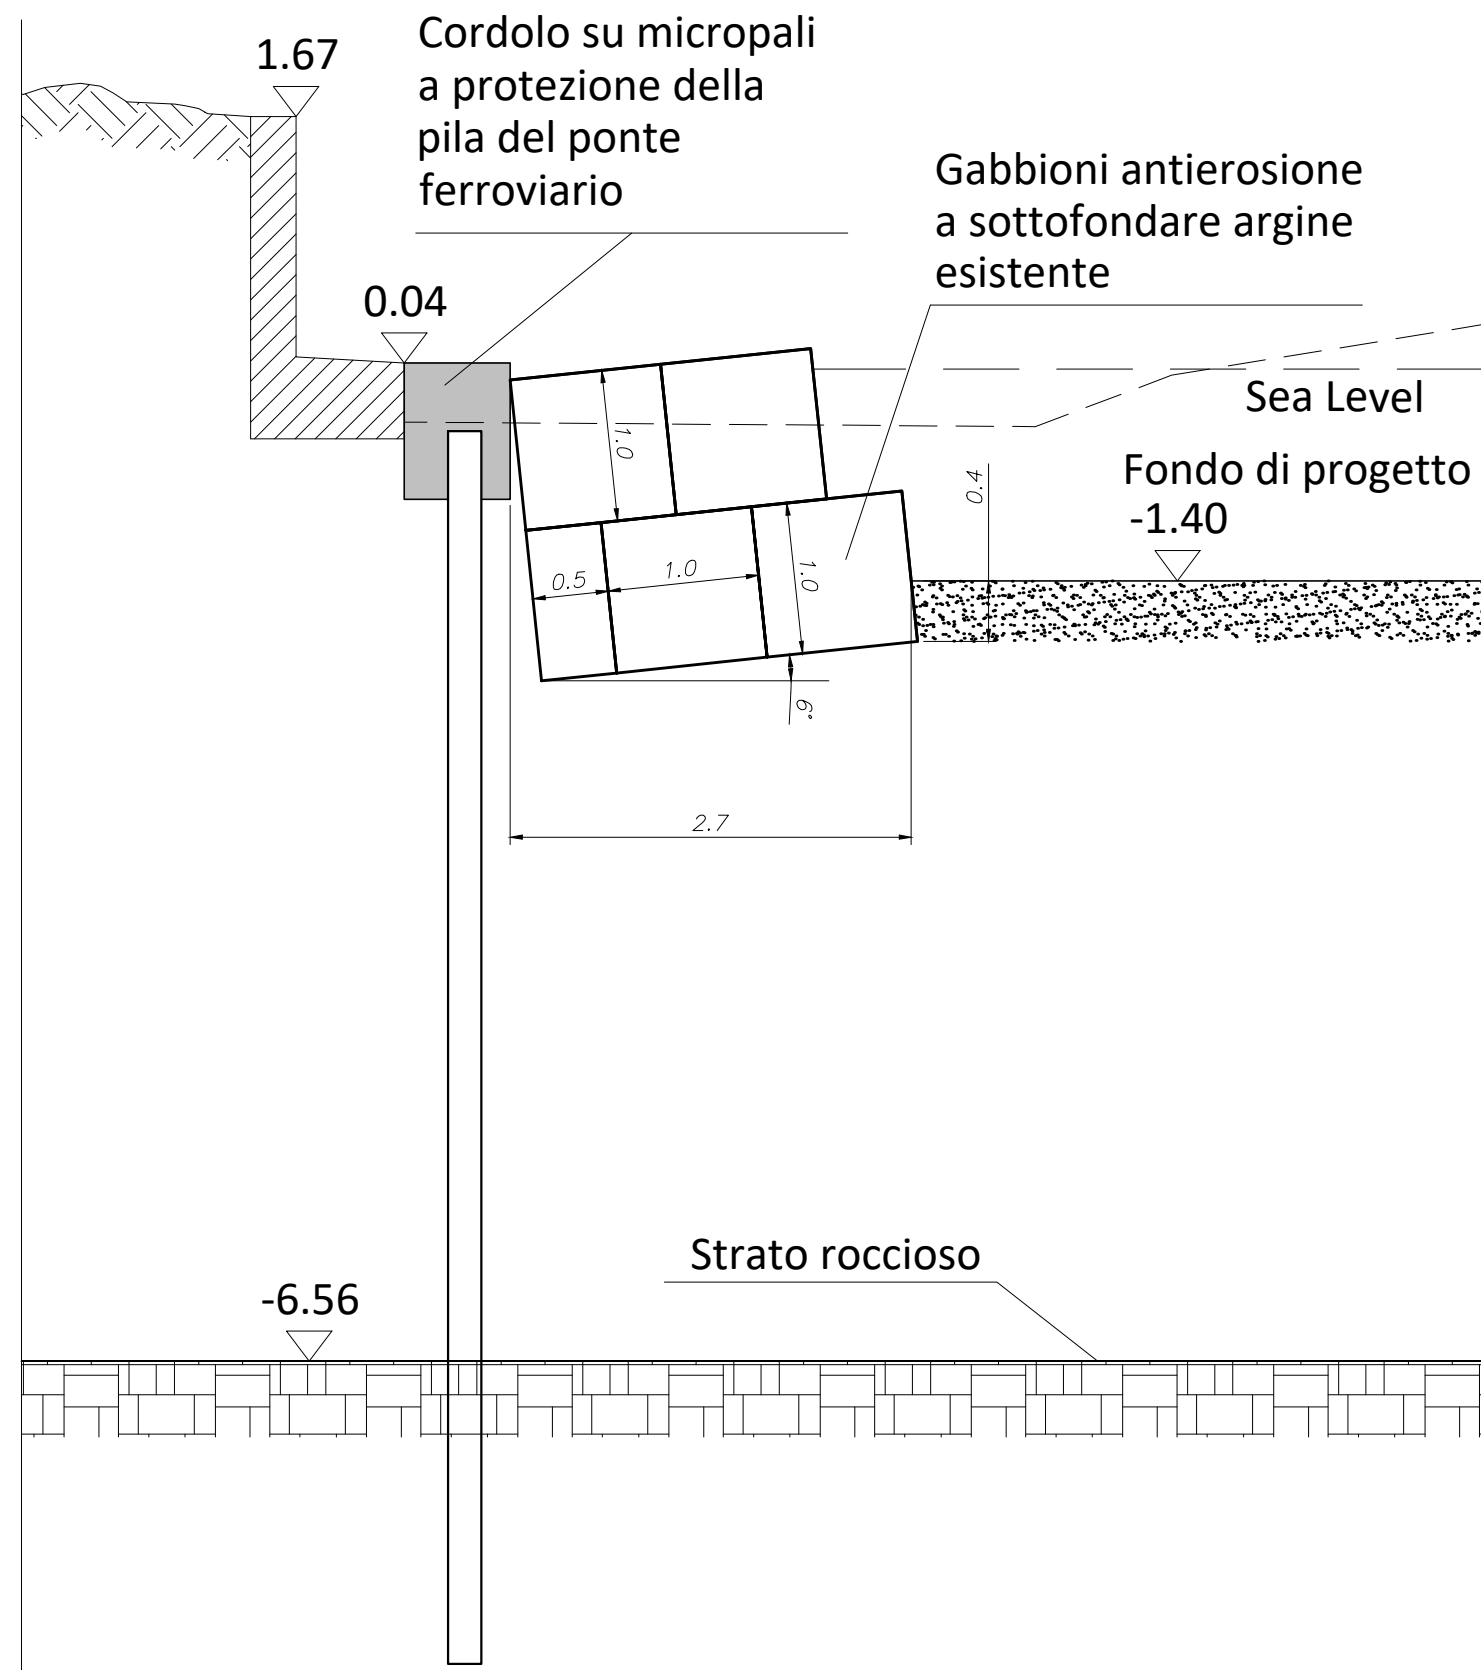 1.67
Cordolo su micropali
a protezione della
pila del ponte
ferroviario
Gabbioni antierosione
a sottofondare argine
esistente
0.04
Sea Level
1.0
Fondo di progetto
-1.40
0.4
0.5
1.0
1.0
6°
2.7
Strato roccioso
-6.56